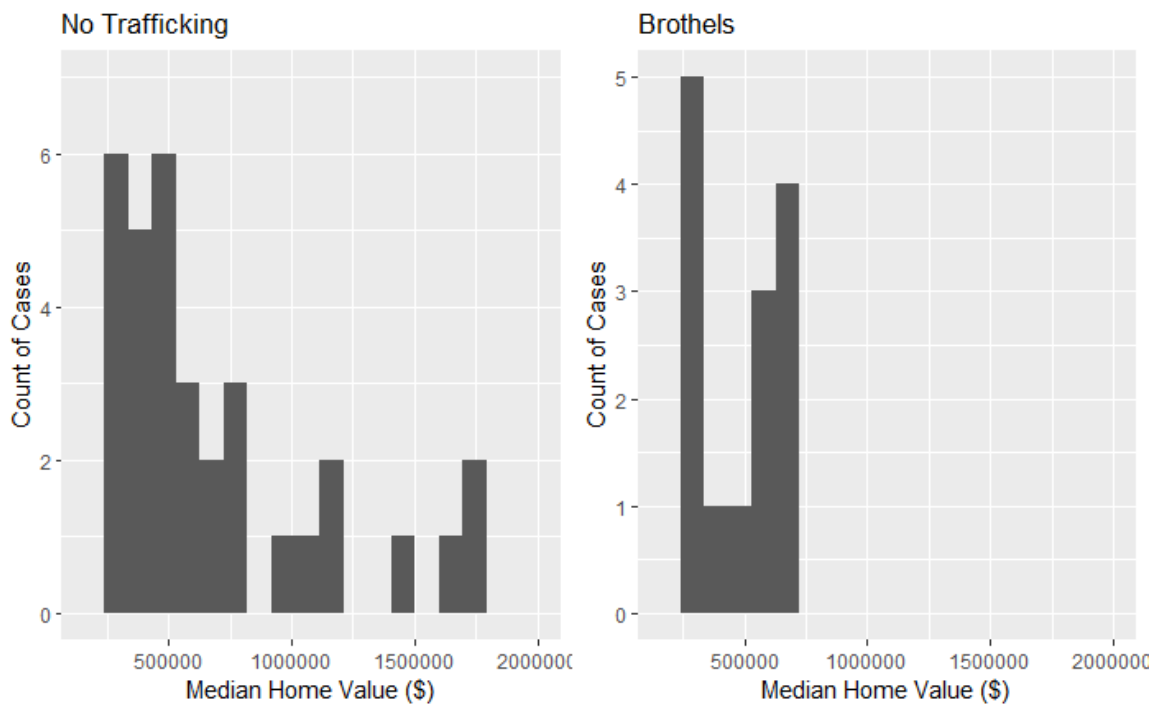 No Trafficking
Count of Cases
6
4
2
0
500000 1000000 1500000 200000
Median Home Value ($)
Brothels
Count of Cases
5
4
3
2
1
0
500000 1000000 1500000 2000000
Median Home Value ($)